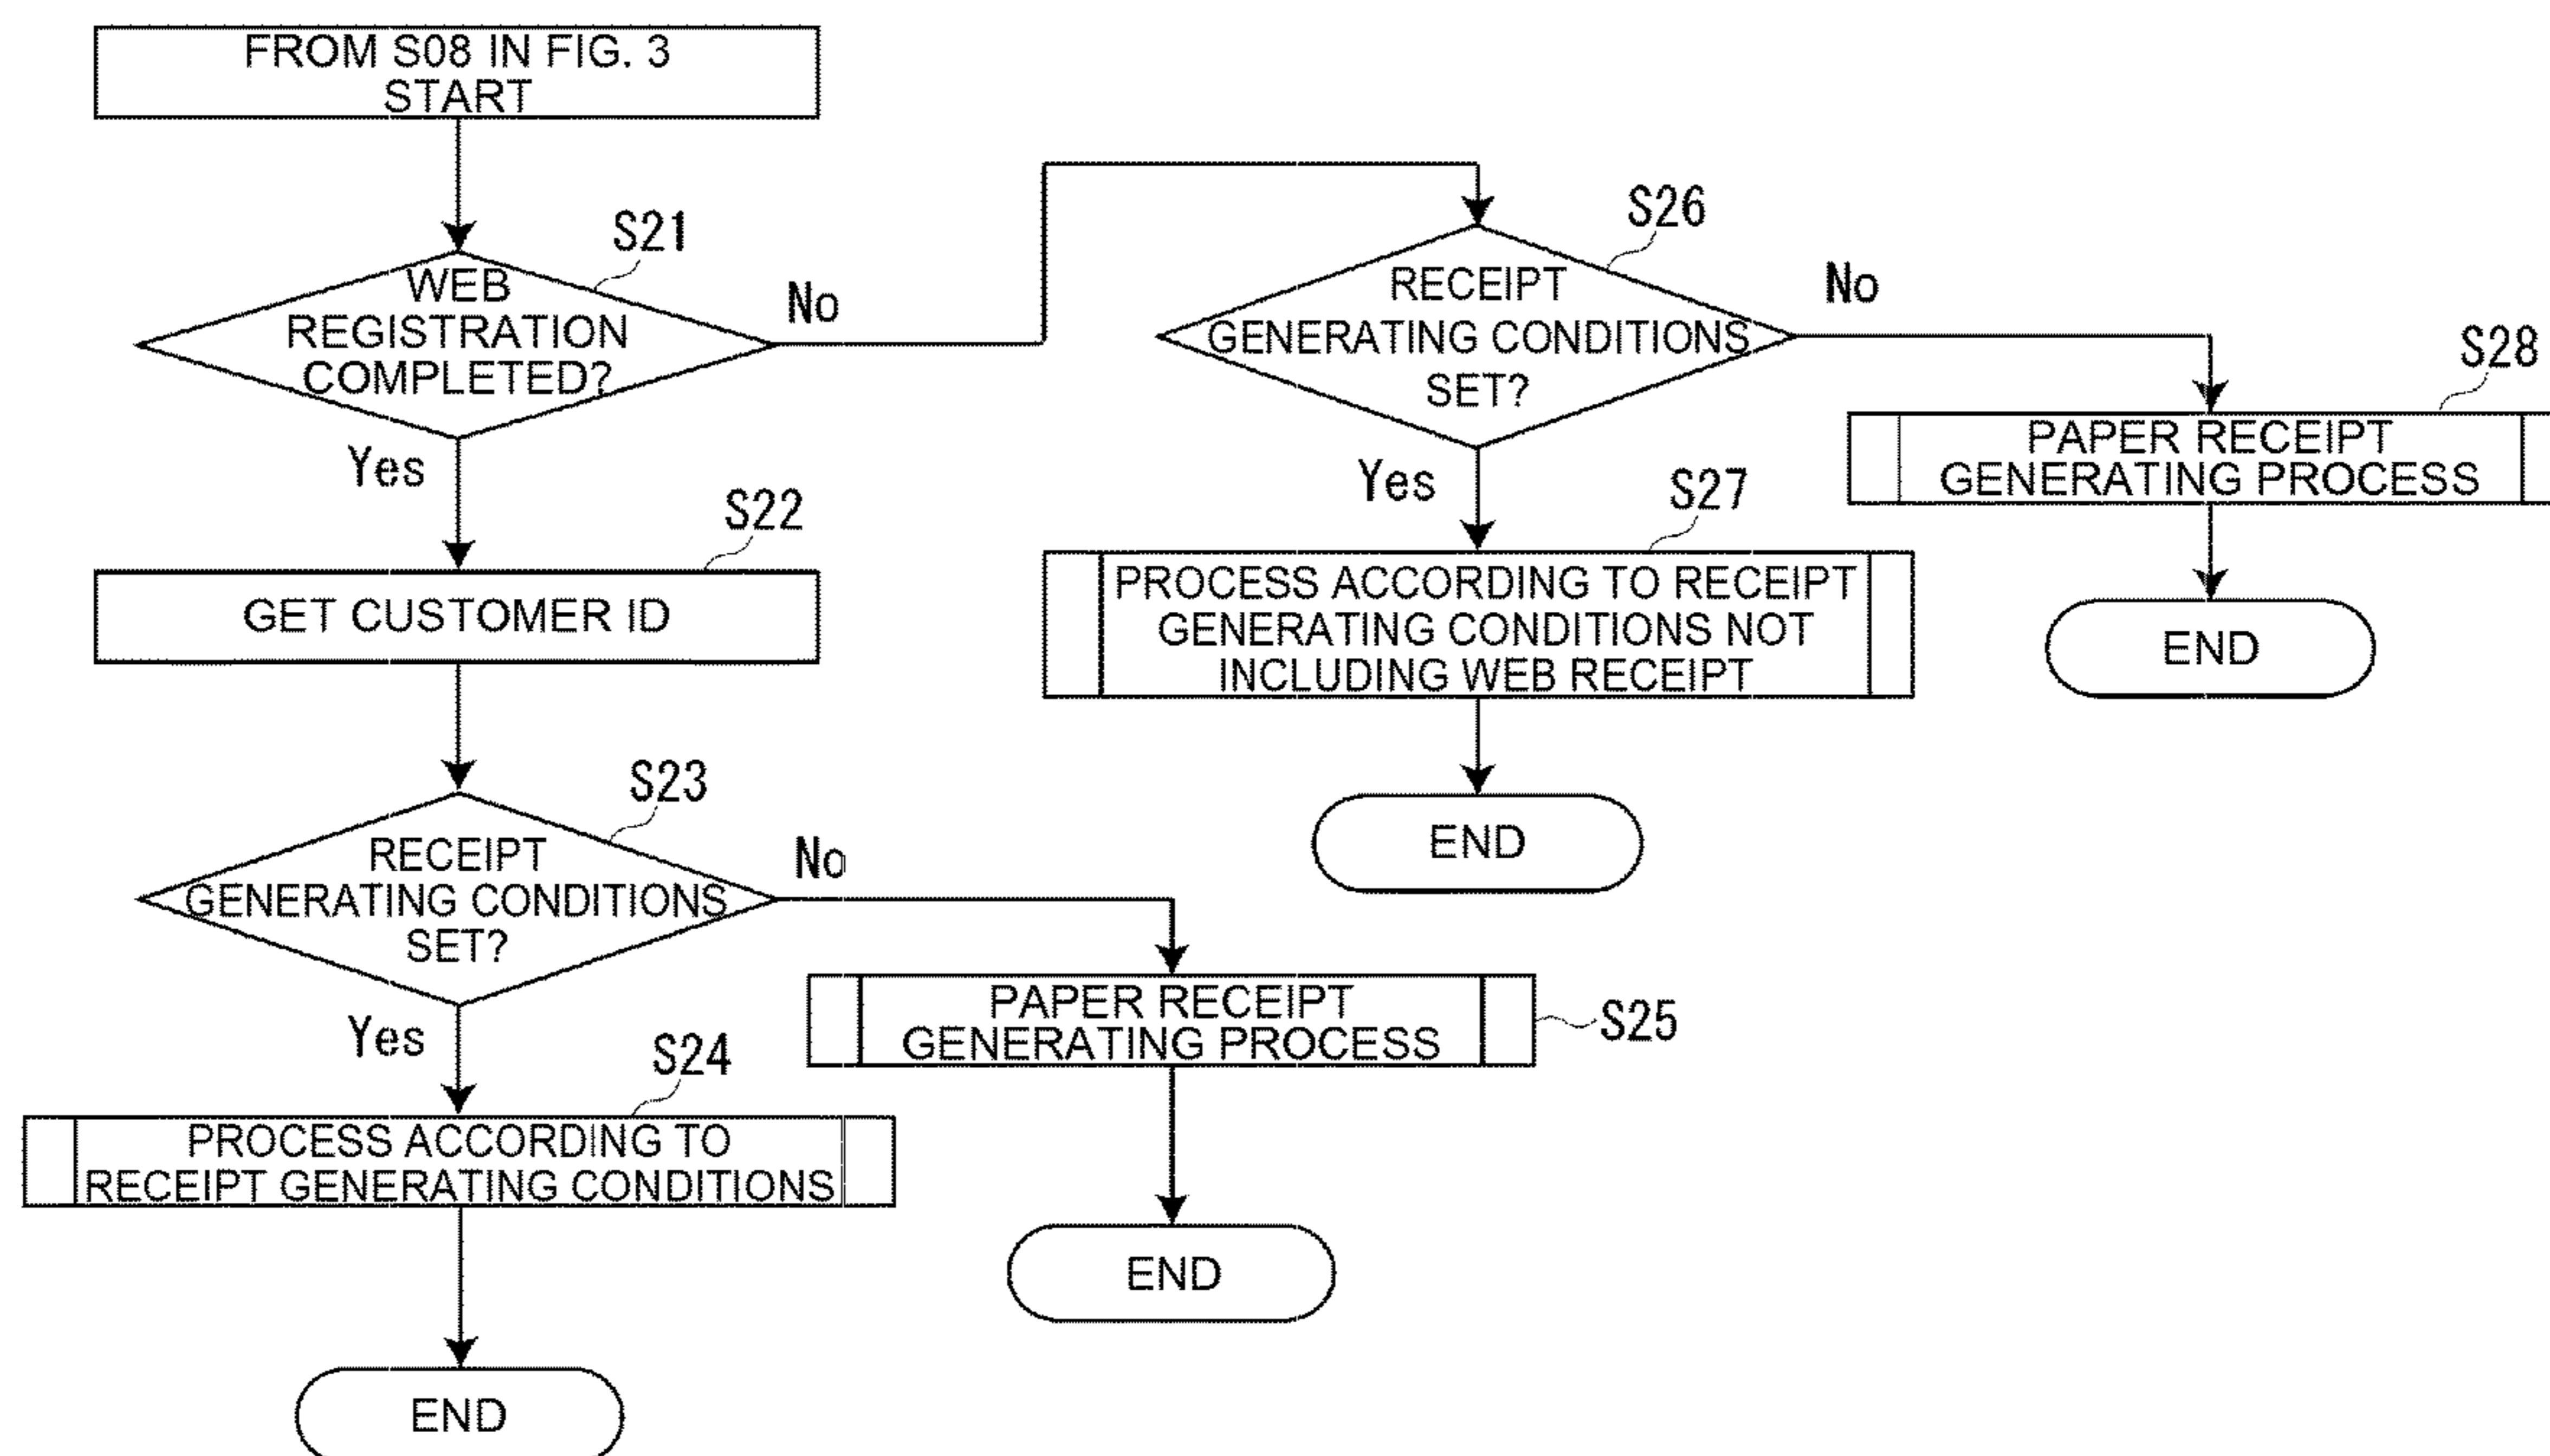 FROM S08 IN FIG. 3
START
S21
WEB
REGISTRATION
COMPLETED?
No
Yes
S22
GET CUSTOMER ID
S23
RECEIPT
GENERATING CONDITIONS
SET?
No
Yes
S24
PROCESS ACCORDING TO
RECEIPT GENERATING CONDITIONS
END
PAPER RECEIPT
GENERATING PROCESS
S25
END
S26
RECEIPT
GENERATING CONDITIONS
SET?
No
Yes
S27
PROCESS ACCORDING TO RECEIPT
GENERATING CONDITIONS NOT
INCLUDING WEB RECEIPT
END
S28
PAPER RECEIPT
GENERATING PROCESS
END